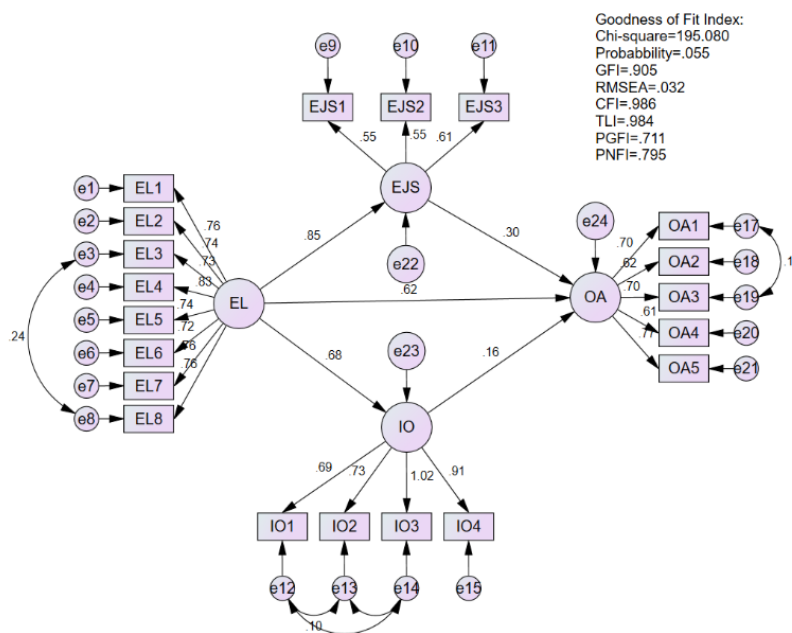 Goodness of Fit Index:
Chi-square=195.080
Probabbility=.055
GFI=.905
RMSEA=.032
CFI=.986
TLI=.984
PGFI=.711
PNFI=.795
e9
e10
e11
EJS1
EJS2
EJS3
.55
.55
.61
EJS
e22
.85
.30
e1
EL1
e2
EL2
e3
EL3
e4
EL4
e5
EL5
e6
EL6
e7
EL7
e8
EL8
.24
.76
.74
.73
.83
.74
.72
.76
.76
EL
.62
e24
OA
.70
.62
.70
.61
.77
OA1
e17
OA2
e18
OA3
e19
OA4
e20
OA5
e21
.1
.68
e23
.16
IO
.69
.73
1.02
.91
IO1
IO2
IO3
IO4
e12
e13
e14
e15
.10